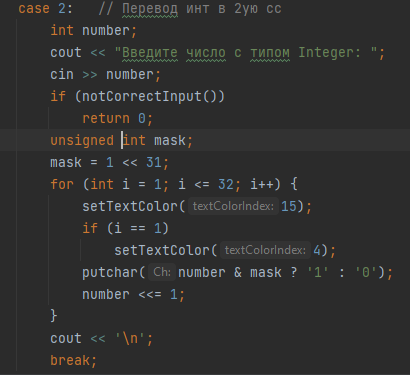 case 2:   // Перевод инт в 2ую сс
    int number;
    cout << "Введите число с типом Integer: ";
    cin >> number;
    if (notCorrectInput())
        return 0;
    unsigned int mask;
    mask = 1 << 31;
    for (int i = 1; i <= 32; i++) {
        setTextColor( textColorIndex: 15);
        if (i == 1)
            setTextColor( textColorIndex: 4);
        putchar( Ch: number & mask ? '1' : '0');
        number <<= 1;
    }
    cout << '\n';
    break;